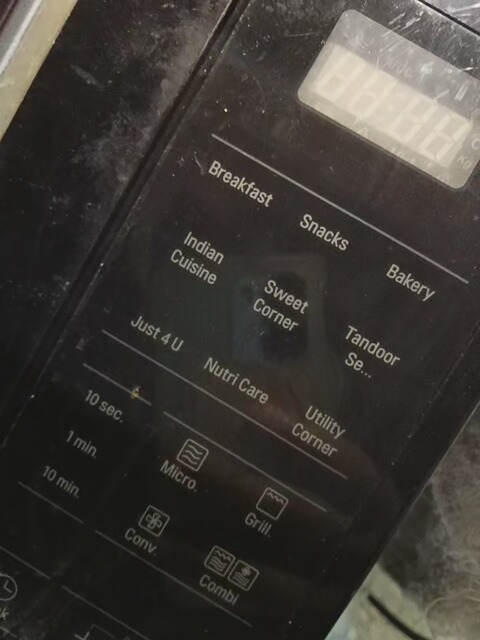 Breakfast
Snacks
Bakery
Indian
Cuisine
Sweet
Corner
Tandoor
Se...
Just 4 U
Nutri Care
Utility
Corner
10 sec.
1 min.
10 min.
Micro.
Grill.
Conv.
Combi